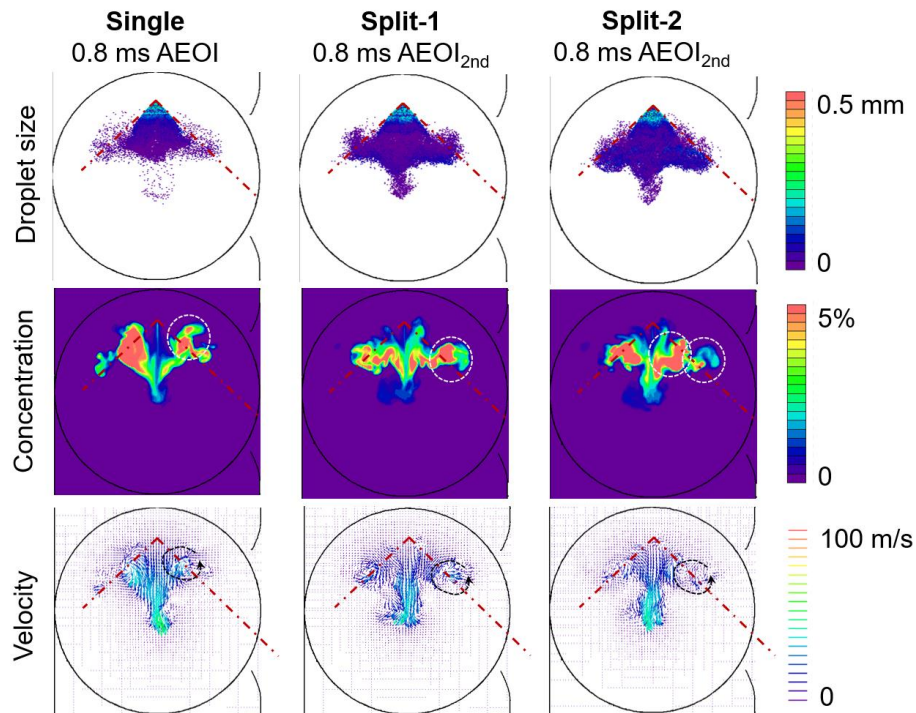 Single
0.8 ms AEOI
Split-1
0.8 ms AEOI₂ₙd
Split-2
0.8 ms AEOI₂ₙd
Droplet size
0.5 mm
0
Concentration
5%
0
Velocity
100 m/s
0